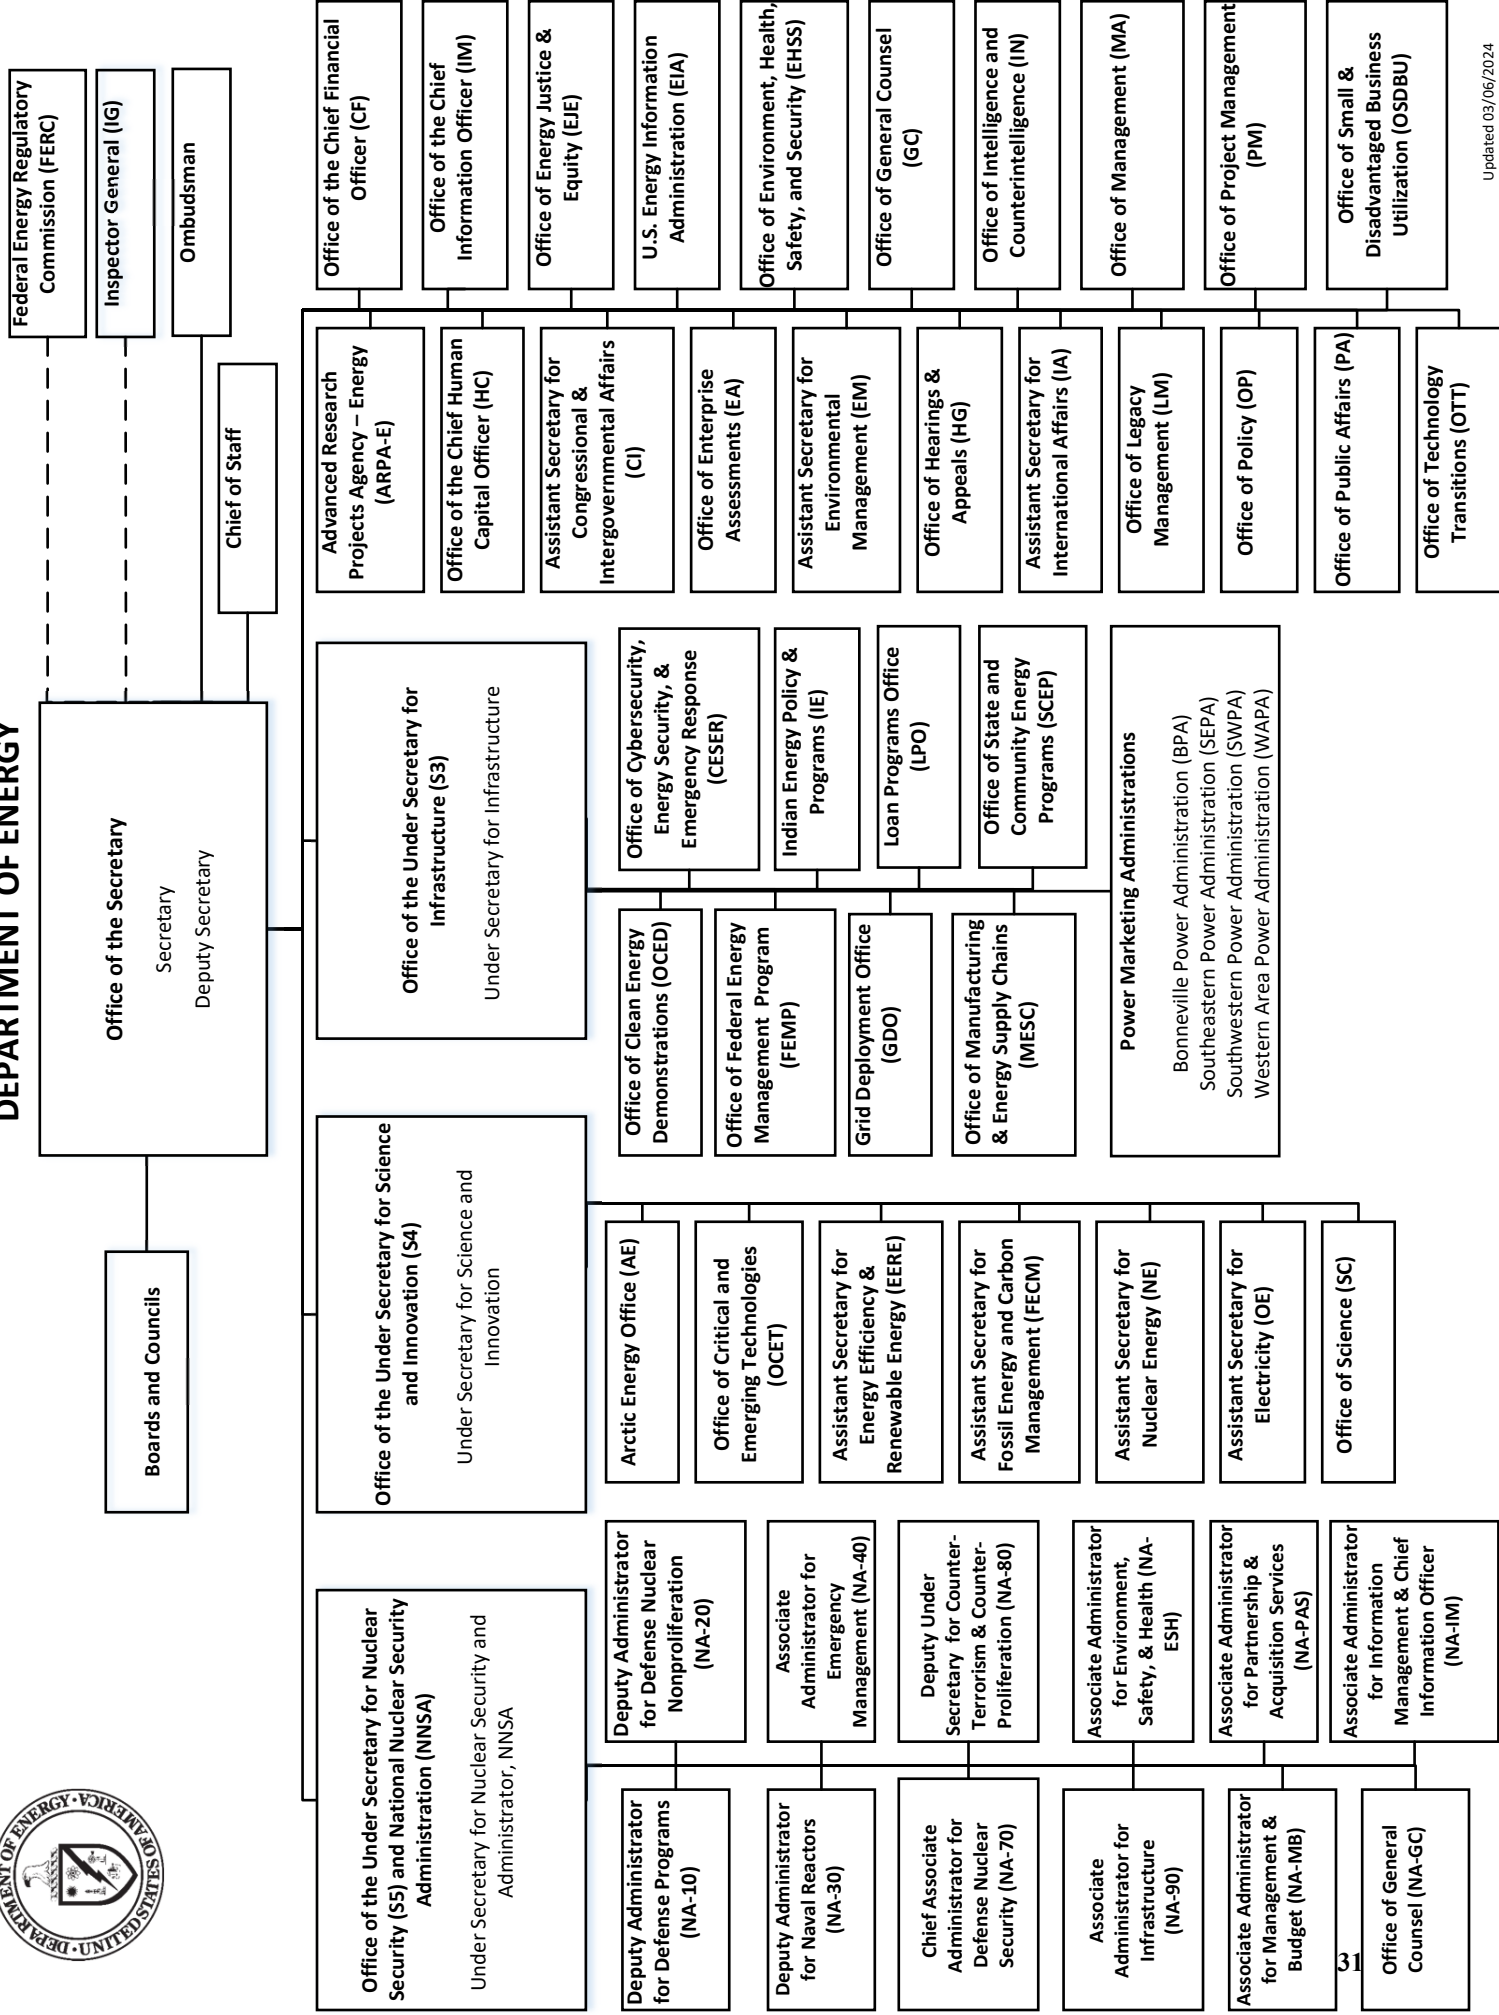 DEPARTMENT OF ENERGY
DEPARTMENT OF ENERGY
UNITED STATES OF AMERICA
Office of the Secretary
Secretary
Deputy Secretary
Boards and Councils
Federal Energy Regulatory
Commission (FERC)
Inspector General (IG)
Ombudsman
Chief of Staff
Office of the Under Secretary for Nuclear
Security (S5) and National Nuclear Security
Administration (NNSA)
Under Secretary for Nuclear Security and
Administrator, NNSA
Deputy Administrator
for Defense Programs
(NA-10)
Deputy Administrator
for Defense Nuclear
Nonproliferation
(NA-20)
Deputy Administrator
for Naval Reactors
(NA-30)
Associate
Administrator for
Emergency
Management (NA-40)
Chief Associate
Administrator for
Defense Nuclear
Security (NA-70)
Deputy Under
Secretary for Counter-
Terrorism & Counter-
Proliferation (NA-80)
Associate
Administrator for
Infrastructure
(NA-90)
Associate Administrator
for Environment,
Safety, & Health (NA-
ESH)
Associate Administrator
for Management &
Budget (NA-MB)
Associate Administrator
for Partnership &
Acquisition Services
(NA-PAS)
Office of General
Counsel (NA-GC)
Associate Administrator
for Information
Management & Chief
Information Officer
(NA-IM)
Office of the Under Secretary for Science
and Innovation (S4)
Under Secretary for Science and
Innovation
Arctic Energy Office (AE)
Office of Critical and
Emerging Technologies
(OCET)
Assistant Secretary for
Energy Efficiency &
Renewable Energy (EERE)
Assistant Secretary for
Fossil Energy and Carbon
Management (FECM)
Assistant Secretary for
Nuclear Energy (NE)
Assistant Secretary for
Electricity (OE)
Office of Science (SC)
Office of the Under Secretary for
Infrastructure (S3)
Under Secretary for Infrastructure
Office of Clean Energy
Demonstrations (OCED)
Office of Cybersecurity,
Energy Security, &
Emergency Response
(CESER)
Office of Federal Energy
Management Program
(FEMP)
Indian Energy Policy &
Programs (IE)
Grid Deployment Office
(GDO)
Loan Programs Office
(LPO)
Office of Manufacturing
& Energy Supply Chains
(MESC)
Office of State and
Community Energy
Programs (SCEP)
Power Marketing Administrations
Bonneville Power Administration (BPA)
Southeastern Power Administration (SEPA)
Southwestern Power Administration (SWPA)
Western Area Power Administration (WAPA)
Advanced Research
Projects Agency – Energy
(ARPA-E)
Office of the Chief Financial
Officer (CF)
Office of the Chief Human
Capital Officer (HC)
Office of the Chief
Information Officer (IM)
Assistant Secretary for
Congressional &
Intergovernmental Affairs
(CI)
Office of Energy Justice &
Equity (EJE)
Office of Enterprise
Assessments (EA)
U.S. Energy Information
Administration (EIA)
Assistant Secretary for
Environmental
Management (EM)
Office of Environment, Health,
Safety, and Security (EHSS)
Office of Hearings &
Appeals (HG)
Office of General Counsel
(GC)
Assistant Secretary for
International Affairs (IA)
Office of Intelligence and
Counterintelligence (IN)
Office of Legacy
Management (LM)
Office of Management (MA)
Office of Policy (OP)
Office of Project Management
(PM)
Office of Public Affairs (PA)
Office of Small &
Disadvantaged Business
Utilization (OSDBU)
Office of Technology
Transitions (OTT)
Updated 03/06/2024
31